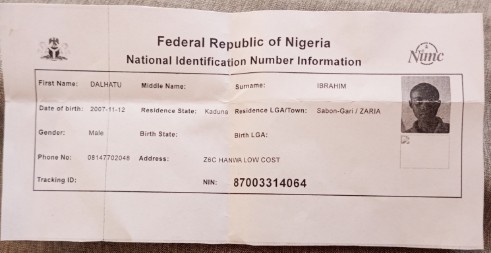 Federal Republic of Nigeria
National Identification Number Information
Nimc
First Name: DALHATU Middle Name: Surname: IBRAHIM
Date of birth: 2007-11-12 Residence State: Kaduna Residence LGA/Town: Sabon-Gari / ZARIA
Gender: Male Birth State: Birth LGA:
Phone No: 08147702048 Address: Z6C HANWA LOW COST
Tracking ID: NIN: 87003314064